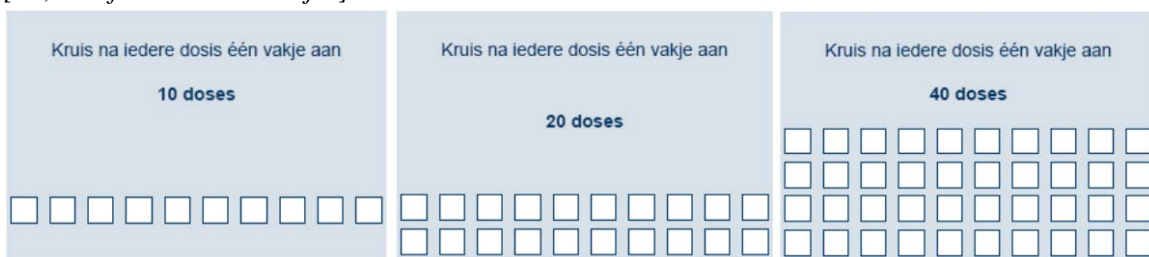 Kruis na iedere dosis één vakje aan
10 doses
Kruis na iedere dosis één vakje aan
20 doses
Kruis na iedere dosis één vakje aan
40 doses